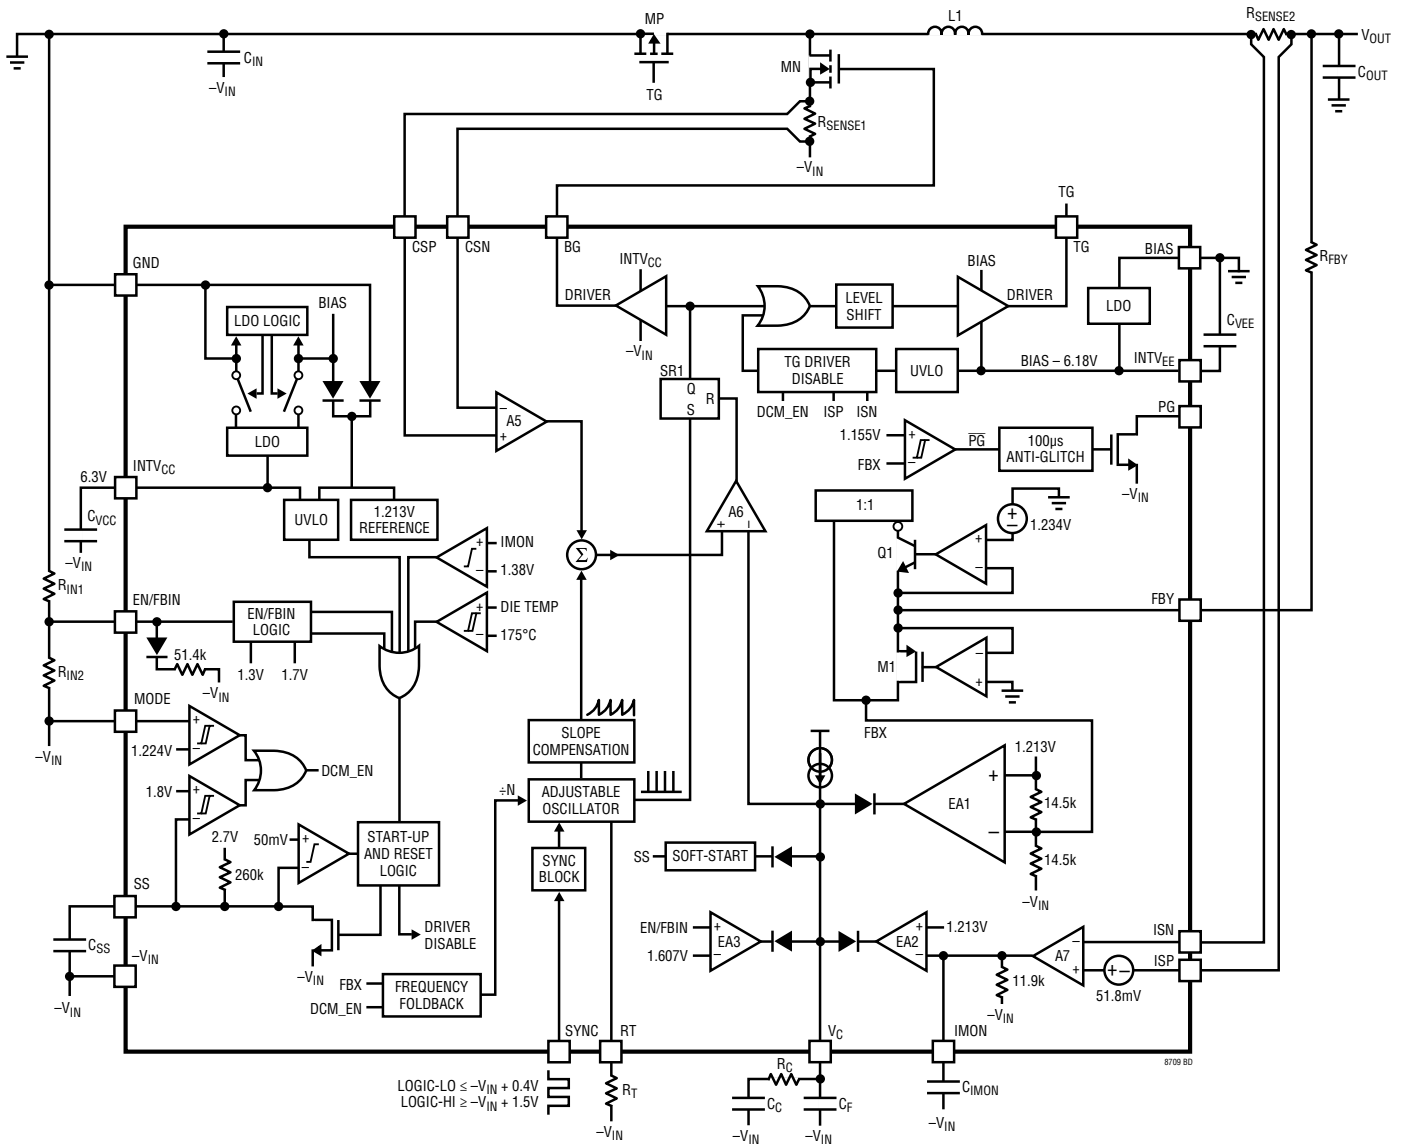 MP
L1
RSENSE2
VOUT
CIN
–VIN
TG
MN
RSENSE1
–VIN
COUT
CSP
CSN
BG
TG
TG
BIAS
RFBY
GND
INTVCC
DRIVER
–VIN
LEVEL
SHIFT
BIAS
DRIVER
LDO
CVEE
LDO LOGIC
BIAS
LDO
SR1
Q
S
R
TG DRIVER
DISABLE
DCM_EN
ISP
ISN
UVLO
BIAS – 6.18V
INTVEE
PG
–
+
A5
1.155V
FBX
+
–
PG
100µs
ANTI-GLITCH
–VIN
INTVCC
6.3V
CVCC
–VIN
UVLO
1.213V
REFERENCE
A6
+
–
1:1
+
–
1.234V
Q1
+
–
Σ
+
–
IMON
1.38V
RIN1
EN/FBIN
EN/FBIN
LOGIC
1.3V
1.7V
51.4k
–VIN
+
–
DIE TEMP
175°C
FBY
RIN2
M1
–
+
MODE
–VIN
1.224V
+
–
DCM_EN
1.8V
+
–
SLOPE
COMPENSATION
FBX
÷N
ADJUSTABLE
OSCILLATOR
EA1
+
–
1.213V
14.5k
14.5k
–VIN
2.7V
260k
50mV
+
–
START-UP
AND RESET
LOGIC
SYNC
BLOCK
SS
SOFT-START
SS
CSS
–VIN
–VIN
–VIN
DRIVER
DISABLE
FBX
DCM_EN
FREQUENCY
FOLDBACK
EN/FBIN
1.607V
+
–
EA3
EA2
+
–
1.213V
11.9k
–VIN
A7
–
+
+ –
51.8mV
ISN
ISP
SYNC
RT
VC
IMON
8709 BD
LOGIC-LO ≤ –VIN + 0.4V
LOGIC-HI ≥ –VIN + 1.5V
RT
–VIN
RC
CC
–VIN
CF
–VIN
CIMON
–VIN